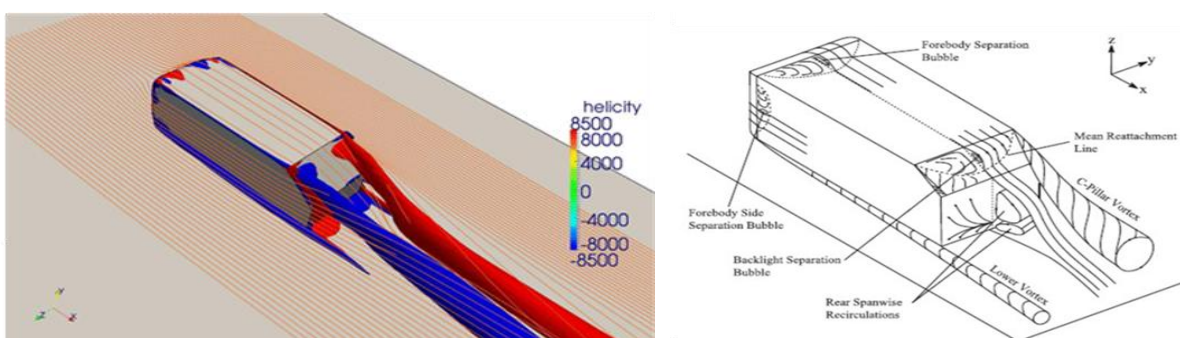 helicity
8500
8000
4000
0
-4000
-8000
-8500
Y
Z
X
Forebody Separation
Bubble
z
y
x
Mean Reattachment
Line
C-Pillar Vortex
Forebody Side
Separation Bubble
Backlight Separation
Bubble
Lower Vortex
Rear Spanwise
Recirculations